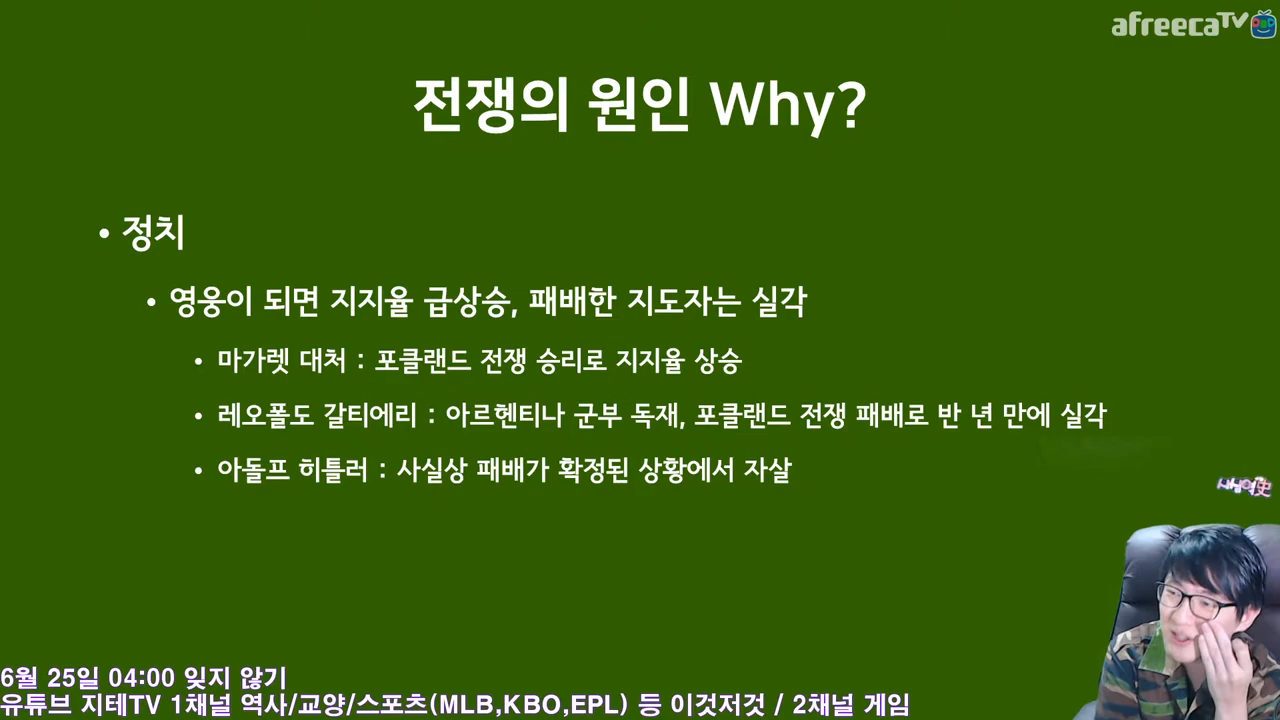 afreecaTV
전쟁의 원인 Why?
• 정치
• 영웅이 되면 지지율 급상승, 패배한 지도자는 실각
• 마가렛 대처 : 포클랜드 전쟁 승리로 지지율 상승
• 레오폴도 갈티에리 : 아르헨티나 군부 독재, 포클랜드 전쟁 패배로 반 년 만에 실각
• 아돌프 히틀러 : 사실상 패배가 확정된 상황에서 자살
6월 25일 04:00 잊지 않기
유튜브 지테TV 1채널 역사/교양/스포츠(MLB,KBO,EPL) 등 이것저것 / 2채널 게임